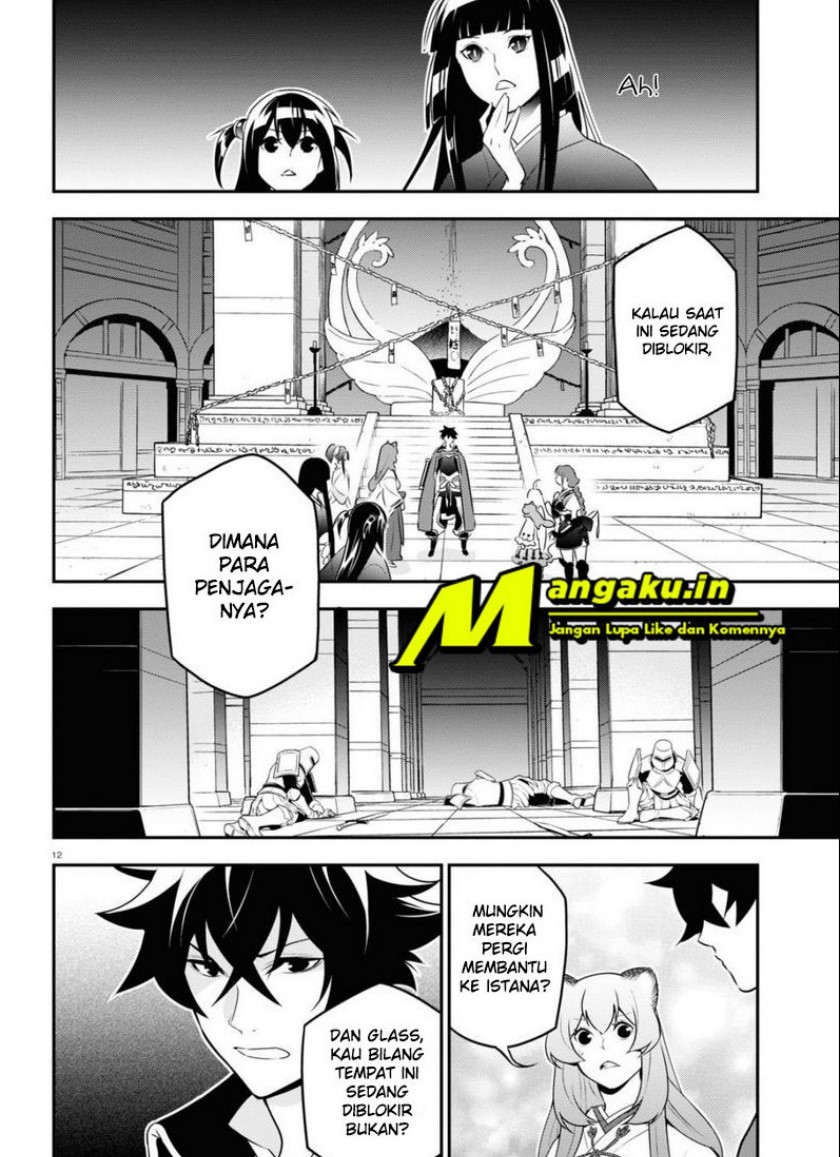 Ah!
KALAU SAAT
INI SEDANG
DIBLOKIR,
DIMANA
PARA
PENJAGA-
NYA?
Mangaku.in
Jangan Lupa Like dan Komennya
12
MUNGKIN
MEREKA
PERGI
MEMBANTU
KE ISTANA?
DAN GLASS,
KAU BILANG
TEMPAT INI
SEDANG
DIBLOKIR
BUKAN?